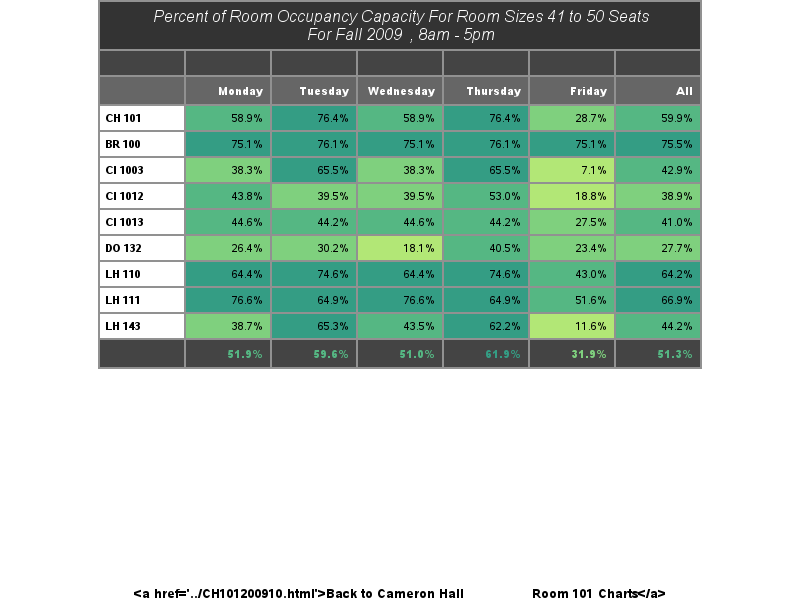 Percent of Room Occupancy Capacity For Room Sizes 41 to 50 Seats
For Fall 2009 , 8am - 5pm
Monday Tuesday Wednesday Thursday Friday All
CH 101 58.9% 76.4% 58.9% 76.4% 28.7% 59.9%
BR 100 75.1% 76.1% 75.1% 76.1% 75.1% 75.5%
CI 1003 38.3% 65.5% 38.3% 65.5% 7.1% 42.9%
CI 1012 43.8% 39.5% 39.5% 53.0% 18.8% 38.9%
CI 1013 44.6% 44.2% 44.6% 44.2% 27.5% 41.0%
DO 132 26.4% 30.2% 18.1% 40.5% 23.4% 27.7%
LH 110 64.4% 74.6% 64.4% 74.6% 43.0% 64.2%
LH 111 76.6% 64.9% 76.6% 64.9% 51.6% 66.9%
LH 143 38.7% 65.3% 43.5% 62.2% 11.6% 44.2%
51.9% 59.6% 51.0% 61.9% 31.9% 51.3%
<a href='../CH101200910.html'>Back to Cameron Hall Room 101 Charts</a>